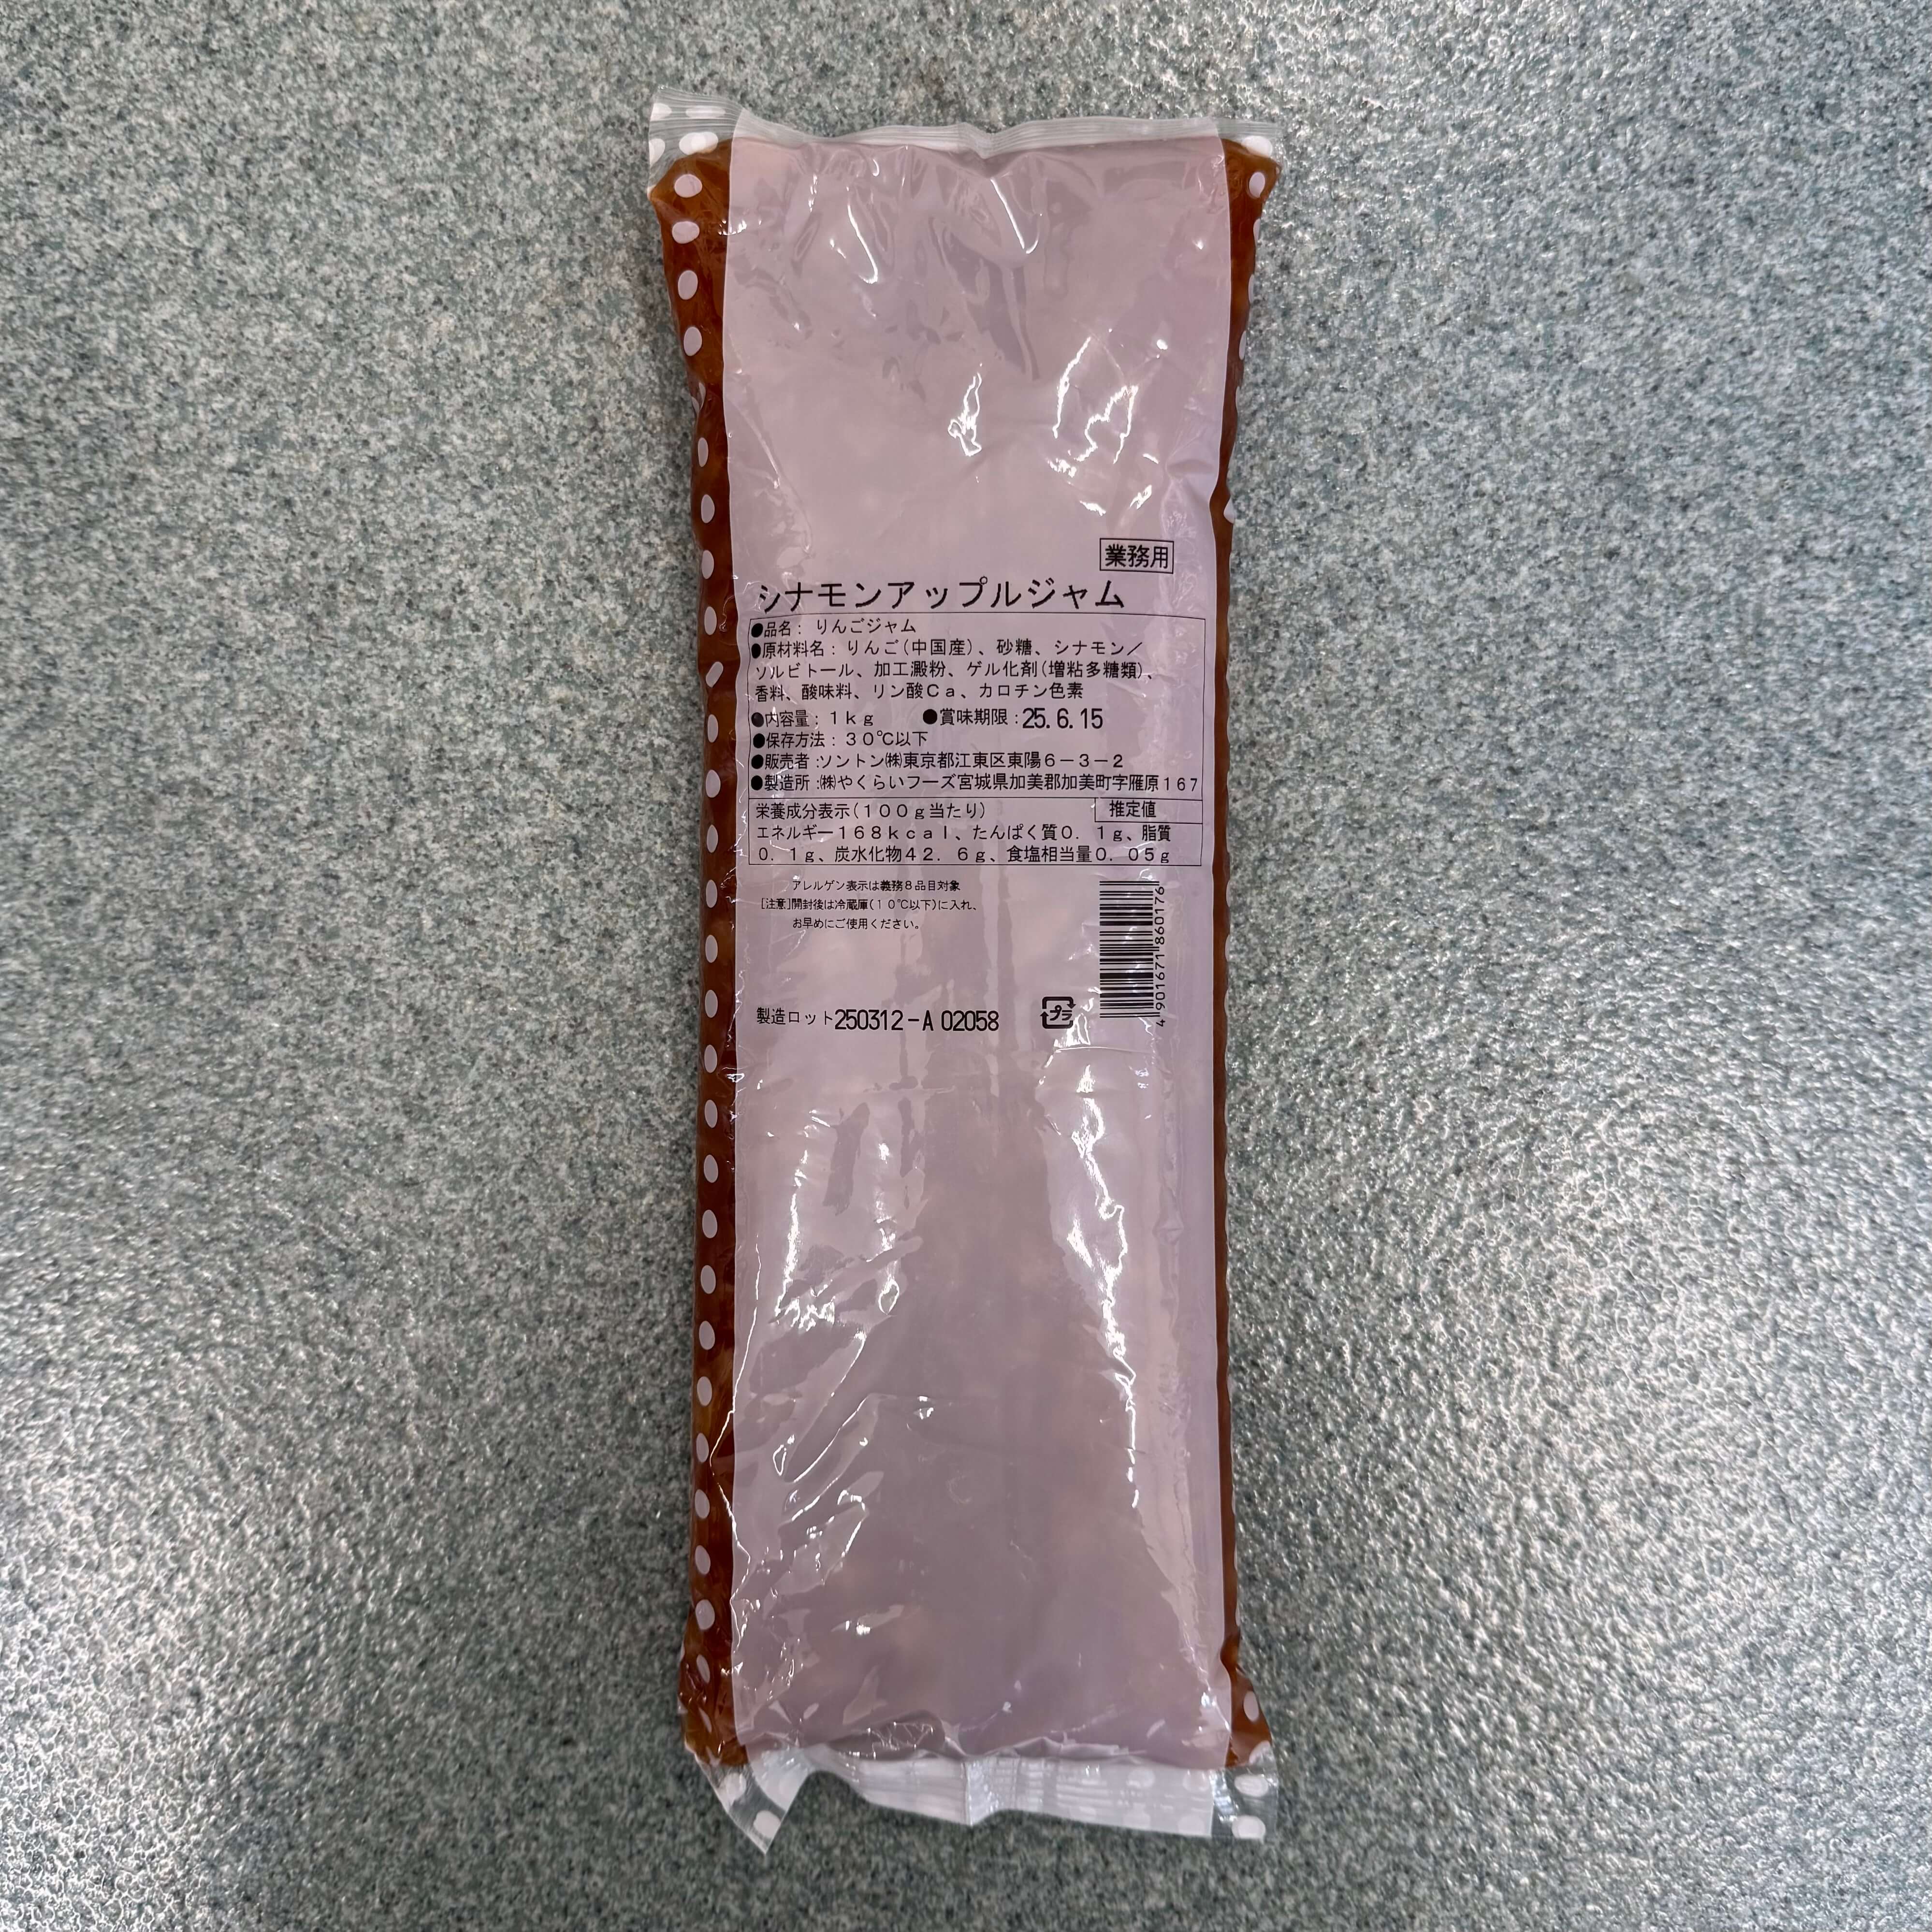 業務用
シナモンアップルジャム
●品名：りんごジャム
●原材料名：りんご(中国産)、砂糖、シナモン／
ソルビトール、加工澱粉、ゲル化剤(増粘多糖類)、
香料、酸味料、リン酸Ｃａ、カロチン色素
●内容量：１ｋｇ ●賞味期限：25.6.15
●保存方法：３０℃以下
●販売者：ソントン㈱東京都江東区東陽６－３－２
●製造所：㈱やくらいフーズ宮城県加美郡加美町字雁原１６７
栄養成分表示(１００ｇ当たり) 推定値
エネルギー１６８ｋｃａｌ、たんぱく質０．１ｇ、脂質
０．１ｇ、炭水化物４２．６ｇ、食塩相当量０．０５ｇ
アレルゲン表示は義務８品目対象
[注意]開封後は冷蔵庫(１０℃以下)に入れ、
お早めにご使用ください。
4 901671 860176
製造ロット250312-A 02058
プラ